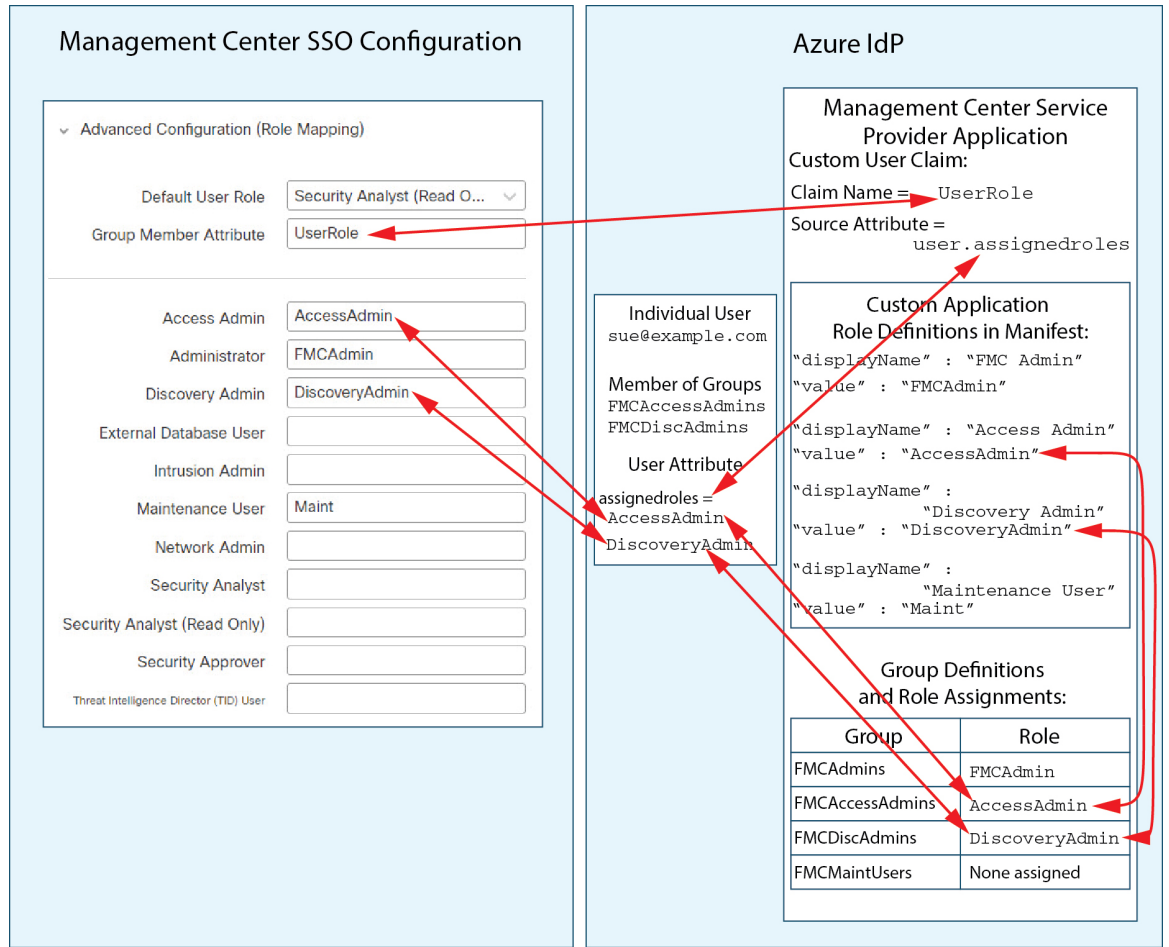 Management Center SSO Configuration
Advanced Configuration (Role Mapping)
Default User Role Security Analyst (Read O...
Group Member Attribute UserRole
Access Admin AccessAdmin
Administrator FMCAdmin
Discovery Admin DiscoveryAdmin
External Database User
Intrusion Admin
Maintenance User Maint
Network Admin
Security Analyst
Security Analyst (Read Only)
Security Approver
Threat Intelligence Director (TID) User
Azure IdP
Individual User
sue@example.com
Member of Groups
FMCAccessAdmins
FMCDiscAdmins
User Attribute
assignedroles =
AccessAdmin
DiscoveryAdmin
Management Center Service
Provider Application
Custom User Claim:
Claim Name = UserRole
Source Attribute =
user.assignedroles
Custom Application
Role Definitions in Manifest:
“displayName” : “FMC Admin”
“value” : “FMCAdmin”
“displayName” : “Access Admin”
“value” : “AccessAdmin”
“displayName” :
“Discovery Admin”
“value” : “DiscoveryAdmin”
“displayName” :
“Maintenance User”
“value” : “Maint”
Group Definitions
and Role Assignments:
Group Role
FMCAdmins FMCAdmin
FMCAccessAdmins AccessAdmin
FMCDiscAdmins DiscoveryAdmin
FMCMaintUsers None assigned